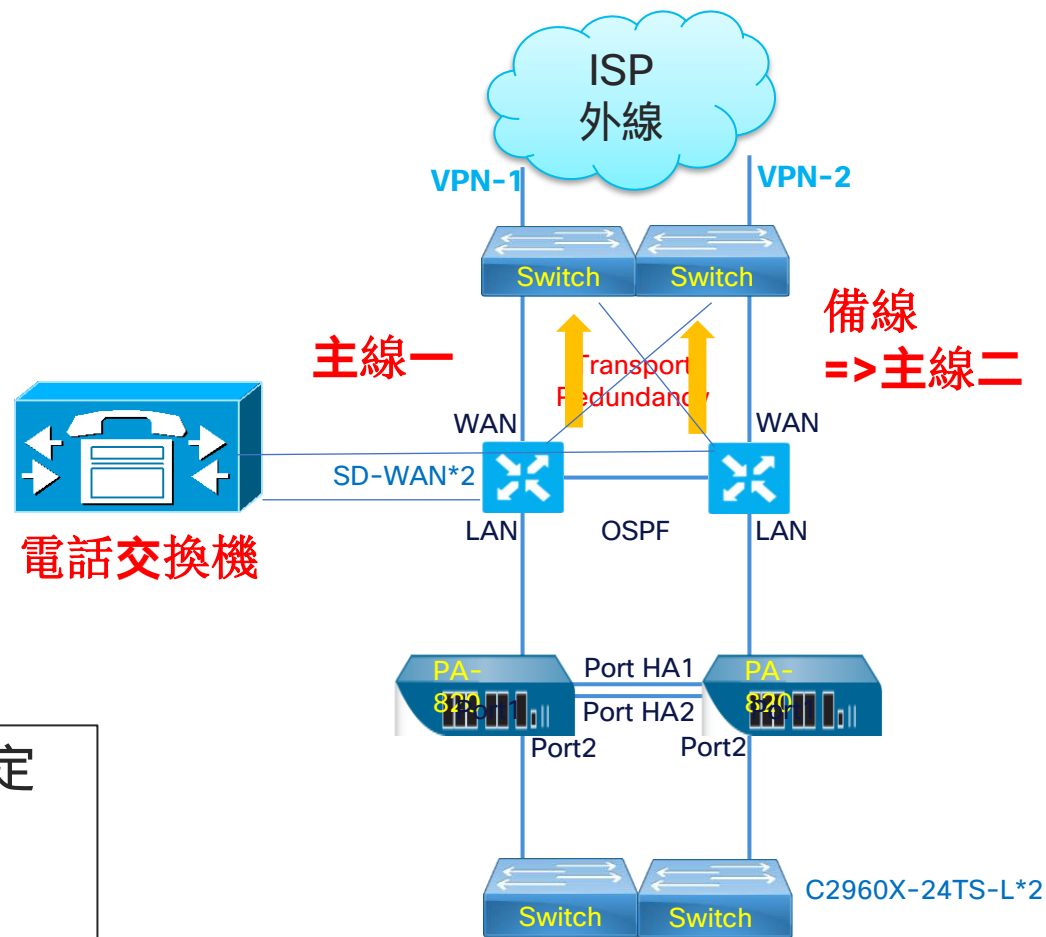 ISP
外線
VPN-1
VPN-2
Switch
Switch
主線一
備線
=>主線二
Transport
Redundancy
WAN
WAN
SD-WAN*2
LAN
OSPF
LAN
電話交換機
PA-
820
Port1
Port HA1
Port HA2
PA-
820
Port1
Port2
Port2
定
Switch
Switch
C2960X-24TS-L*2